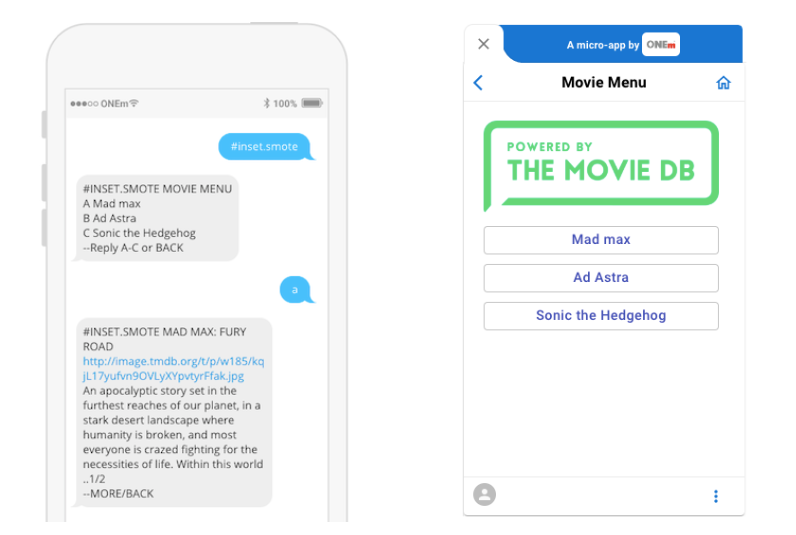 ONEm
100%
#inset.smote
#INSET.SMOTE MOVIE MENU
A Mad max
B Ad Astra
C Sonic the Hedgehog
--Reply A-C or BACK
a
#INSET.SMOTE MAD MAX: FURY
ROAD
http://image.tmdb.org/t/p/w185/kq
jL17yufvn9OVLyXYpvtyrFfak.jpg
An apocalyptic story set in the
furthest reaches of our planet, in a
stark desert landscape where
humanity is broken, and most
everyone is crazed fighting for the
necessities of life. Within this world
..1/2
--MORE/BACK
A micro-app by ONEm
Movie Menu
POWERED BY
THE MOVIE DB
Mad max
Ad Astra
Sonic the Hedgehog